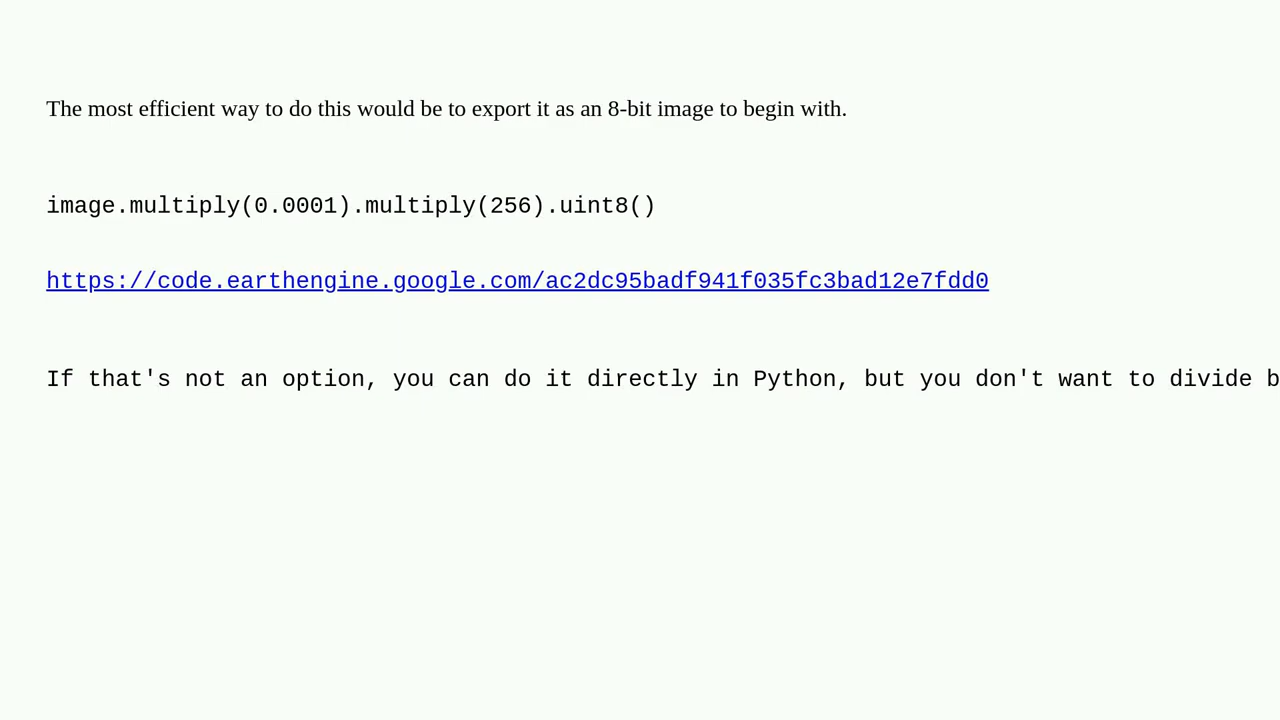 The most efficient way to do this would be to export it as an 8-bit image to begin with.
image.multiply(0.0001).multiply(256).uint8()
https://code.earthengine.google.com/ac2dc95badf941f035fc3bad12e7fdd0
If that's not an option, you can do it directly in Python, but you don't want to divide